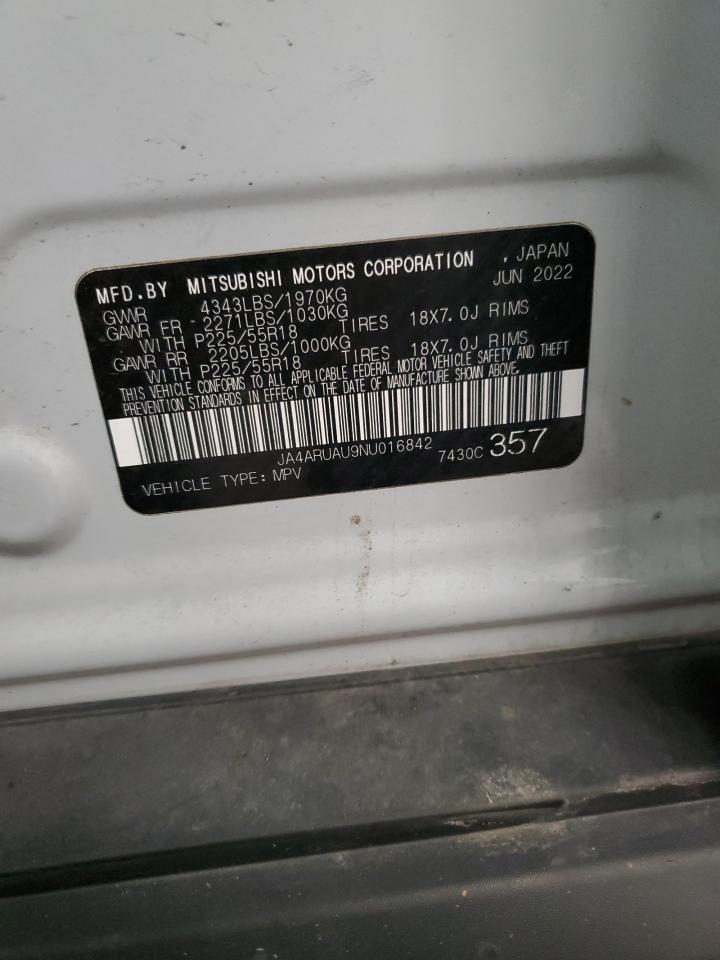 MFD.BY MITSUBISHI MOTORS CORPORATION , JAPAN
GVWR 4343LBS/1970KG JUN 2022
GAWR FR 2271LBS/1030KG
WITH P225/55R18 TIRES 18X7.0J RIMS
GAWR RR 2205LBS/1000KG
WITH P225/55R18 TIRES 18X7.0J RIMS
THIS VEHICLE CONFORMS TO ALL APPLICABLE FEDERAL MOTOR VEHICLE SAFETY AND THEFT
PREVENTION STANDARDS IN EFFECT ON THE DATE OF MANUFACTURE SHOWN ABOVE.
JA4ARUAU9NU016842
VEHICLE TYPE: MPV 7430C 357